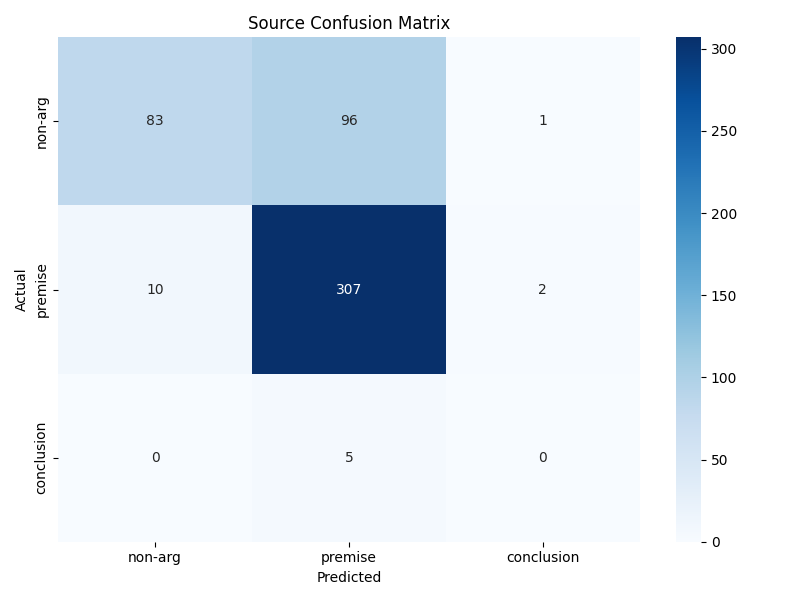 Source Confusion Matrix
Actual
non-arg
83
96
1
premise
10
307
2
conclusion
0
5
0
non-arg
premise
conclusion
Predicted
300
250
200
150
100
50
0